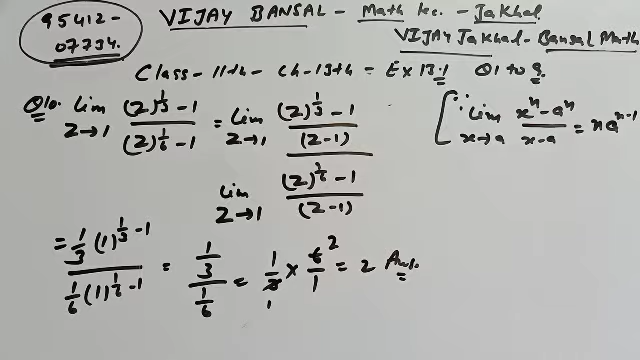 95412-
07734.
VIJAY BANSAL - Math lec. - Jakhal
VIJAY Jakhal - Bansal Math
Class - 11th - ch-13th - Ex 13.1 Q1 to 9.
Q10. lim z→1 ((z)^{1/3} - 1)/((z)^{1/6} - 1) = lim z→1 ((z)^{1/3} - 1)/(z-1)
[∵ lim x→a (x^n - a^n)/(x-a) = n a^{n-1}
lim z→1 ((z)^{1/6} - 1)/(z-1)
= (1/3 (1)^{1/3 - 1})/(1/6 (1)^{1/6 - 1}) = (1/3)/(1/6) = 1/3 × 6/1 = 2 Ans.